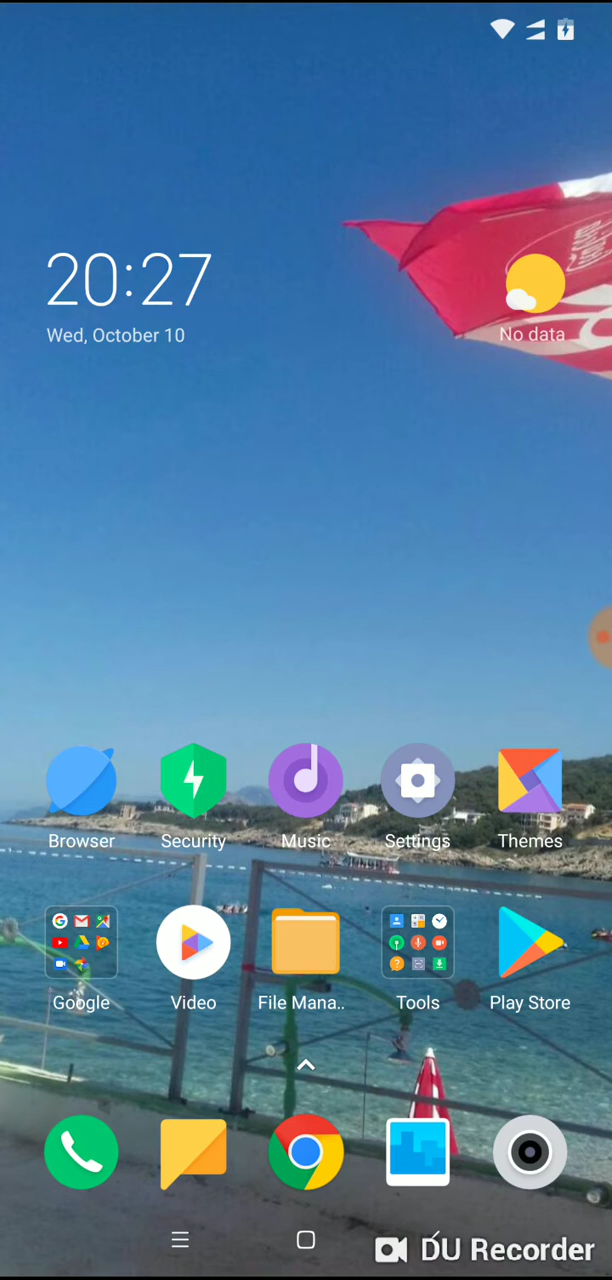 20:27
Wed, October 10
No data
Browser
Security
Music
Settings
Themes
Google
Video
File Mana..
Tools
Play Store
DU Recorder